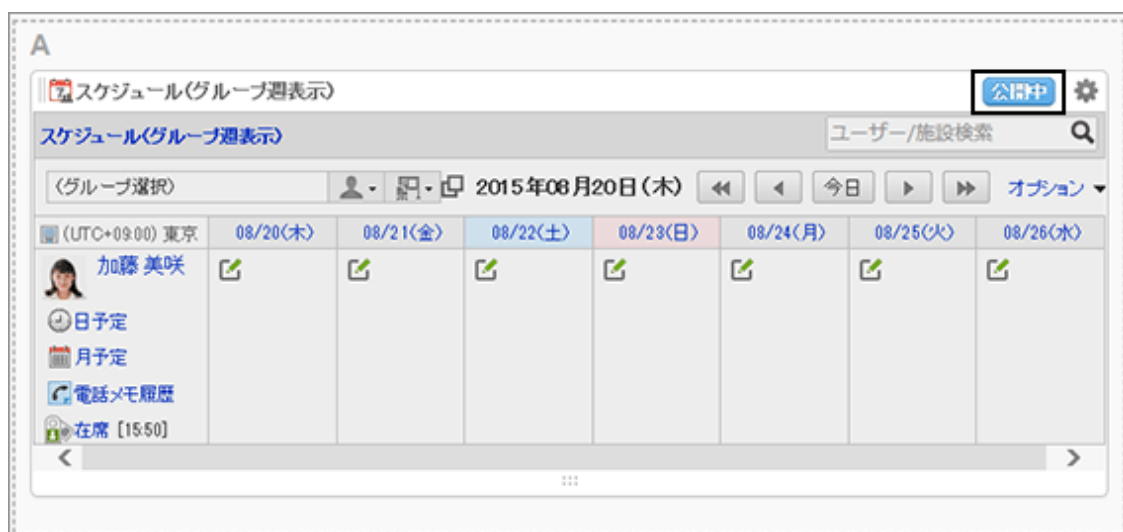 A
スケジュール(グループ週表示)
公開中
スケジュール(グループ週表示)
ユーザー/施設検索
(グループ選択)
2015年08月20日(木)
今日
オプション
(UTC+09:00) 東京
08/20(木)
08/21(金)
08/22(土)
08/23(日)
08/24(月)
08/25(火)
08/26(水)
加藤 美咲
日予定
月予定
電話メモ履歴
在席 [15:50]